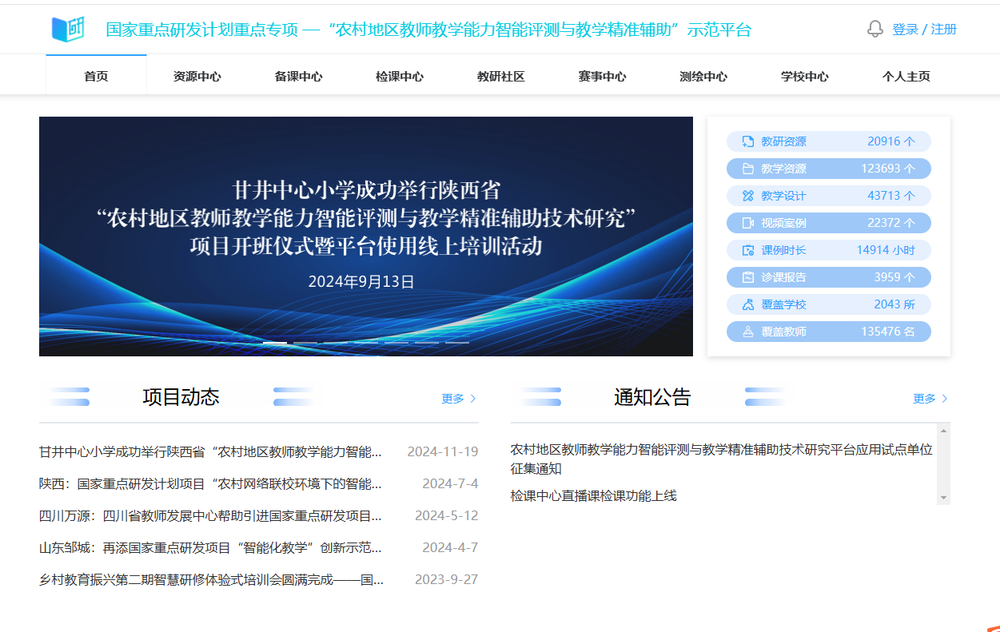 研
国家重点研发计划重点专项 —“农村地区教师教学能力智能评测与教学精准辅助”示范平台
登录 / 注册
首页 资源中心 备课中心 检课中心 教研社区 赛事中心 测绘中心 学校中心 个人主页
甘井中心小学成功举行陕西省
“农村地区教师教学能力智能评测与教学精准辅助技术研究”
项目开班仪式暨平台使用线上培训活动
2024年9月13日
教研资源 20916 个
教学资源 123693 个
教学设计 43713 个
视频案例 22372 个
课例时长 14914 小时
诊课报告 3959 个
覆盖学校 2043 所
覆盖教师 135476 名
项目动态 更多
甘井中心小学成功举行陕西省“农村地区教师教学能力智能... 2024-11-19
陕西：国家重点研发计划项目“农村网络联校环境下的智能... 2024-7-4
四川万源：四川省教师发展中心帮助引进国家重点研发项目... 2024-5-12
山东邹城：再添国家重点研发项目“智能化教学”创新示范... 2024-4-7
乡村教育振兴第二期智慧研修体验式培训会圆满完成——国... 2023-9-27
通知公告 更多
农村地区教师教学能力智能评测与教学精准辅助技术研究平台应用试点单位
征集通知
检课中心直播课检课功能上线